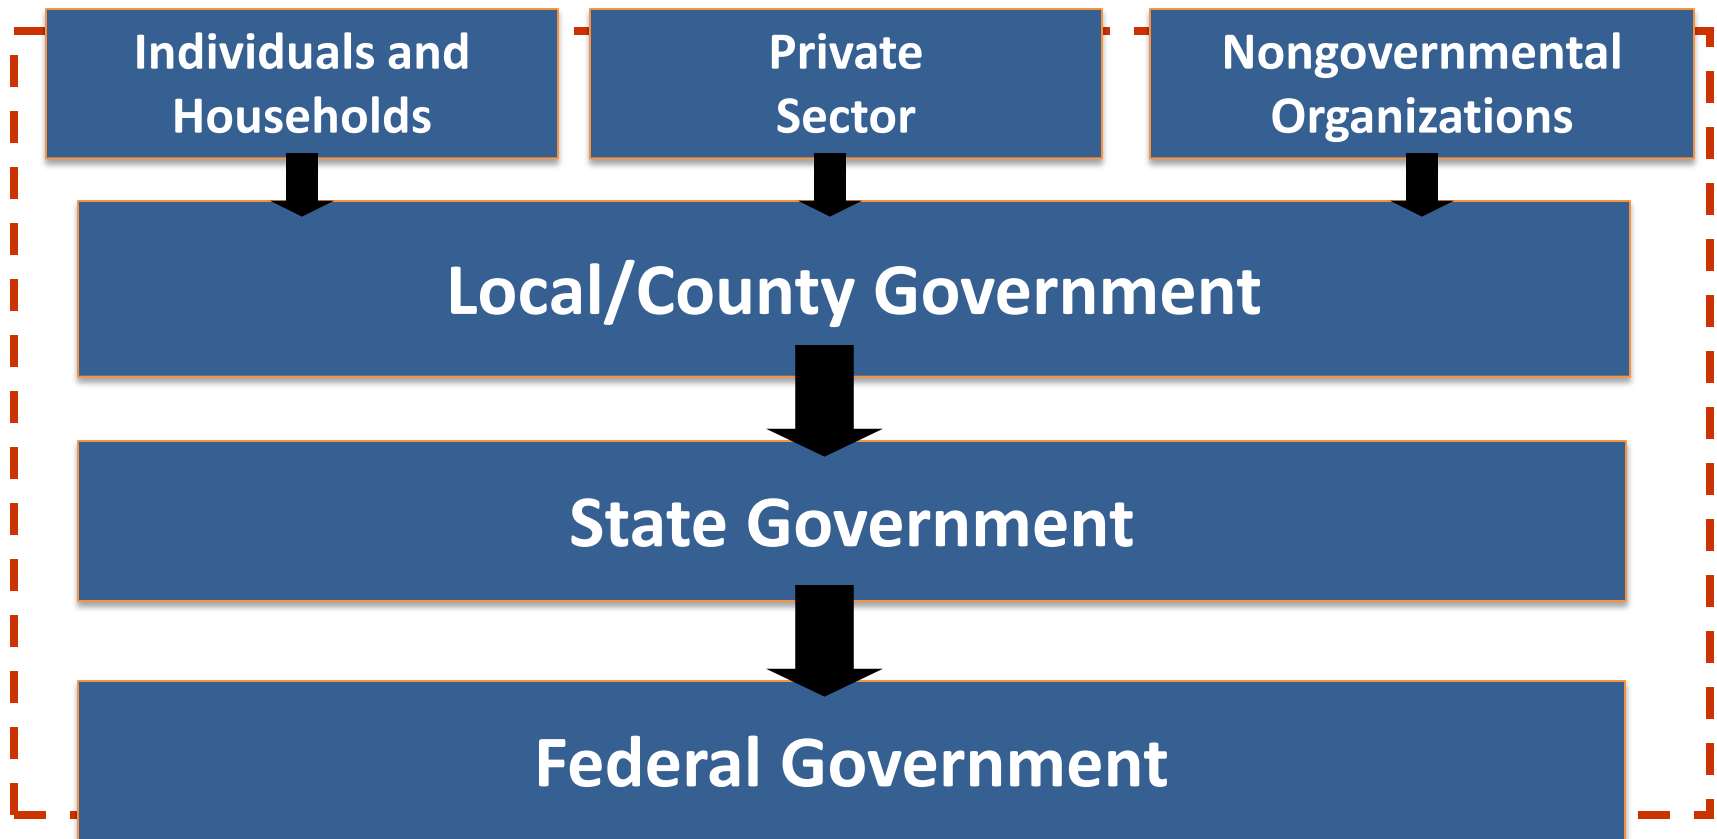 Individuals and
Households
Private
Sector
Nongovernmental
Organizations
Local/County Government
State Government
Federal Government